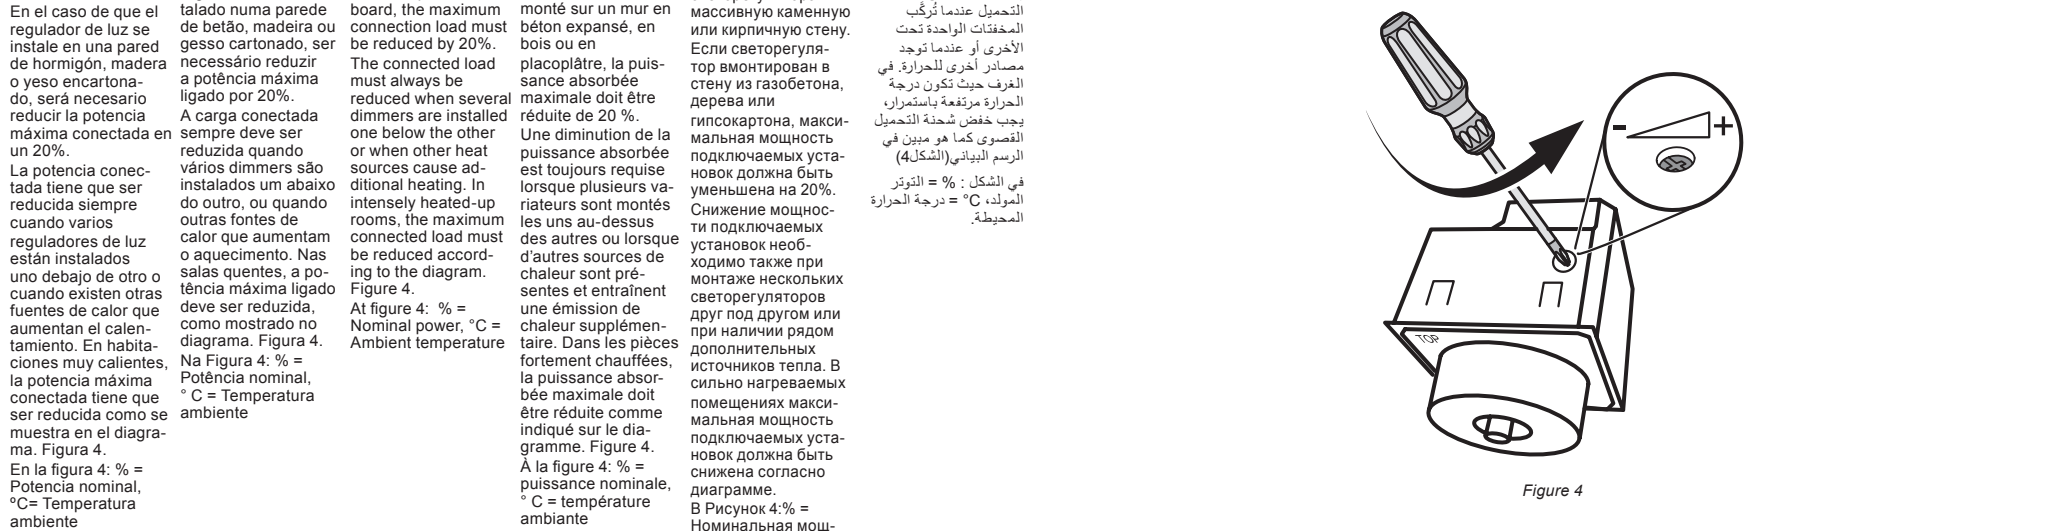 En el caso de que el
regulador de luz se
instale en una pared
de hormigón, madera
o yeso encartona-
do, será necesario
reducir la potencia
máxima conectada en
un 20%.
La potencia conec-
tada tiene que ser
reducida siempre
cuando varios
reguladores de luz
están instalados
uno debajo de otro o
cuando existen otras
fuentes de calor que
aumentan el calen-
tamiento. En habita-
ciones muy calientes,
la potencia máxima
conectada tiene que
ser reducida como se
muestra en el diagra-
ma. Figura 4.
En la figura 4: % =
Potencia nominal,
ºC= Temperatura
ambiente
talado numa parede
de betão, madeira ou
gesso cartonado, ser
necessário reduzir
a potência máxima
ligado por 20%.
A carga conectada
sempre deve ser
reduzida quando
vários dimmers são
instalados um abaixo
do outro, ou quando
outras fontes de
calor que aumentam
o aquecimento. Nas
salas quentes, a po-
tência máxima ligado
deve ser reduzida,
como mostrado no
diagrama. Figura 4.
Na Figura 4: % =
Potência nominal,
° C = Temperatura
ambiente
board, the maximum
connection load must
be reduced by 20%.
The connected load
must always be
reduced when several
dimmers are installed
one below the other
or when other heat
sources cause ad-
ditional heating. In
intensely heated-up
rooms, the maximum
connected load must
be reduced accord-
ing to the diagram.
Figure 4.
At figure 4: % =
Nominal power, °C =
Ambient temperature
monté sur un mur en
béton expansé, en
bois ou en
placoplâtre, la puis-
sance absorbée
maximale doit être
réduite de 20 %.
Une diminution de la
puissance absorbée
est toujours requise
lorsque plusieurs va-
riateurs sont montés
les uns au-dessus
des autres ou lorsque
d'autres sources de
chaleur sont pré-
sentes et entraînent
une émission de
chaleur supplémen-
taire. Dans les pièces
fortement chauffées,
la puissance absor-
bée maximale doit
être réduite comme
indiqué sur le dia-
gramme. Figure 4.
À la figure 4: % =
puissance nominale,
° C = température
ambiante
массивную каменную
или кирпичную стену.
Если светорегуля-
тор вмонтирован в
стену из газобетона,
дерева или
гипсокартона, макси-
мальная мощность
подключаемых уста-
новок должна быть
уменьшена на 20%.
Снижение мощнос-
ти подключаемых
установок необ-
ходимо также при
монтаже нескольких
светорегуляторов
друг под другом или
при наличии рядом
дополнительных
источников тепла. В
сильно нагреваемых
помещениях макси-
мальная мощность
подключаемых уста-
новок должна быть
снижена согласно
диаграмме.
В Рисунок 4:% =
Номинальная мощ-
التحميل عندما تُركَّب
المخفتات الواحدة تحت
الأخرى أو عندما توجد
مصادر أخرى للحرارة. في
الغرف حيث تكون درجة
الحرارة مرتفعة باستمرار،
يجب خفض شحنة التحميل
القصوى كما هو مبين في
الرسم البياني(الشكل4)
في الشكل : % = التوتر
المولد، C° = درجة الحرارة
المحيطة.
- +
TOP
Figure 4